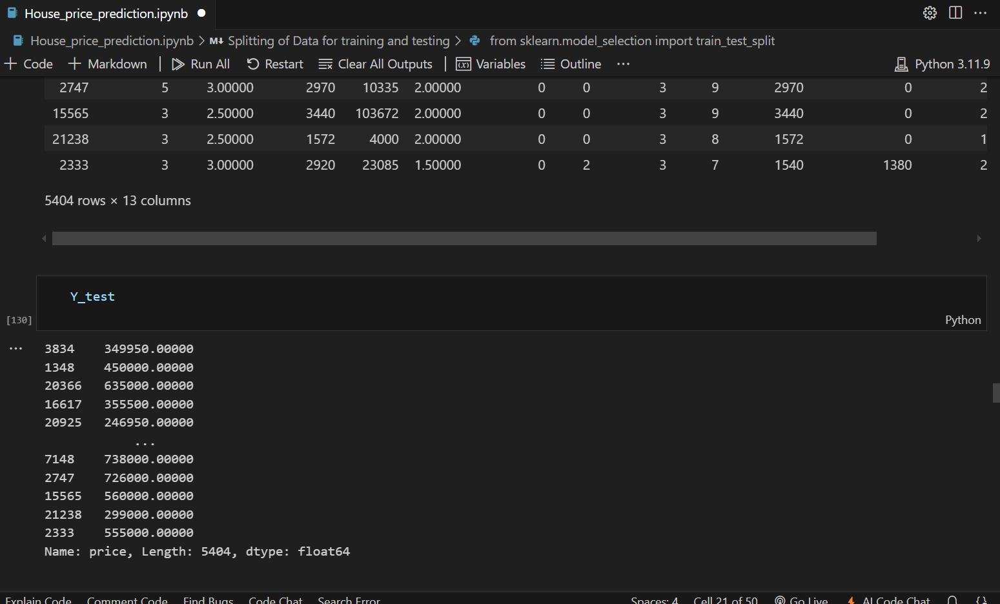 House_price_prediction.ipynb
House_price_prediction.ipynb > M↓ Splitting of Data for training and testing > from sklearn.model_selection import train_test_split
+ Code + Markdown | Run All Restart Clear All Outputs | (x) Variables Outline ... Python 3.11.9
2747 5 3.00000 2970 10335 2.00000 0 0 3 9 2970 0 2
15565 3 2.50000 3440 103672 2.00000 0 0 3 9 3440 0 2
21238 3 2.50000 1572 4000 2.00000 0 0 3 8 1572 0 1
2333 3 3.00000 2920 23085 1.50000 0 2 3 7 1540 1380 2
5404 rows × 13 columns
Y_test
[130] Python
... 3834 349950.00000
1348 450000.00000
20366 635000.00000
16617 355500.00000
20925 246950.00000
...
7148 738000.00000
2747 726000.00000
15565 560000.00000
21238 299000.00000
2333 555000.00000
Name: price, Length: 5404, dtype: float64
Explain Code Comment Code Find Bugs Code Chat Search Error Spaces: 4 Cell 21 of 50 Go Live AI Code Chat {}